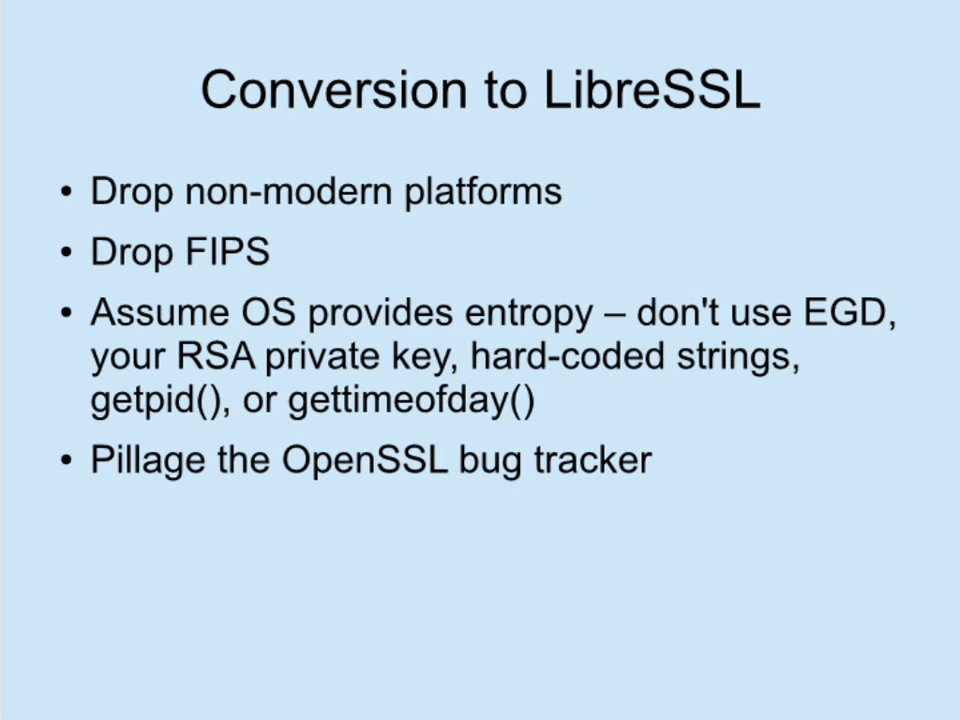 Conversion to LibreSSL
• Drop non-modern platforms
• Drop FIPS
• Assume OS provides entropy – don't use EGD,
your RSA private key, hard-coded strings,
getpid(), or gettimeofday()
• Pillage the OpenSSL bug tracker